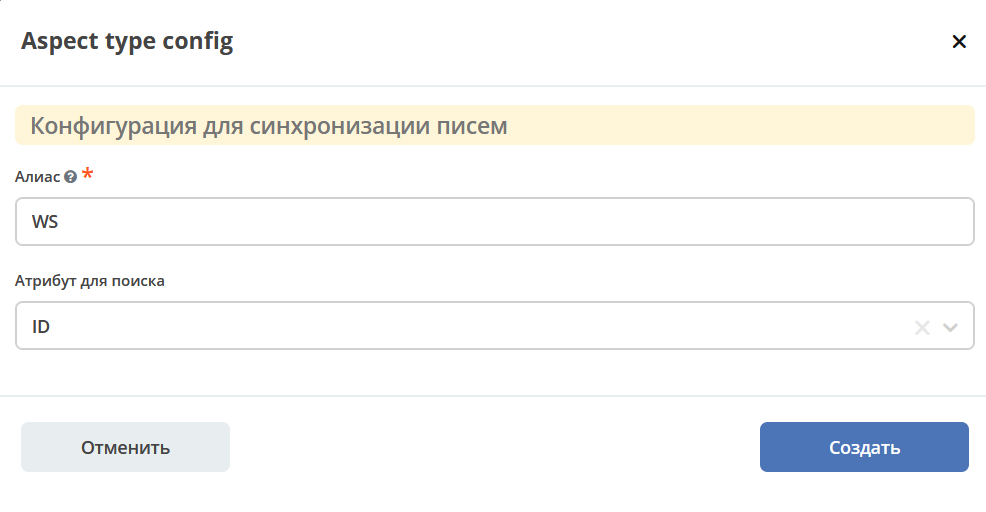 Aspect type config
Конфигурация для синхронизации писем
Алиас ? *
WS
Атрибут для поиска
ID
Отменить
Создать